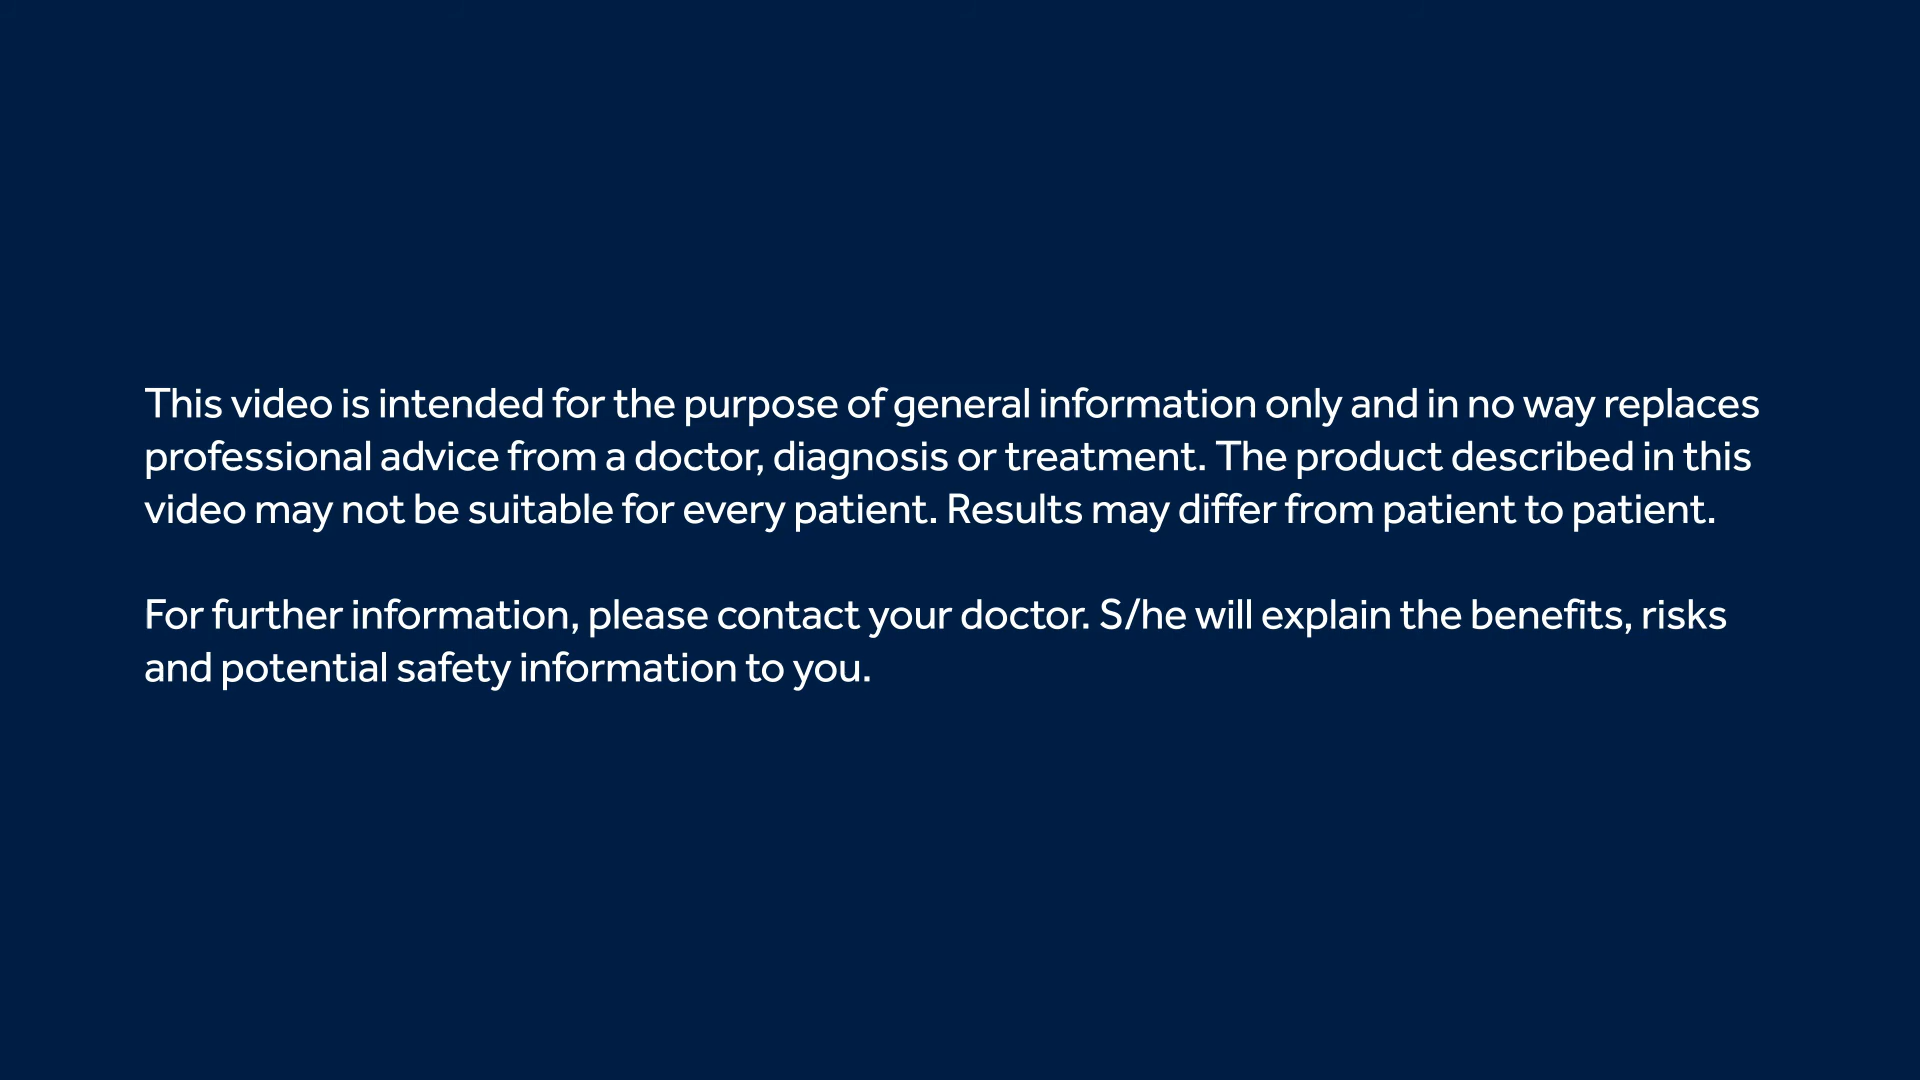 This video is intended for the purpose of general information only and in no way replaces
professional advice from a doctor, diagnosis or treatment. The product described in this
video may not be suitable for every patient. Results may differ from patient to patient.
For further information, please contact your doctor. S/he will explain the benefits, risks
and potential safety information to you.